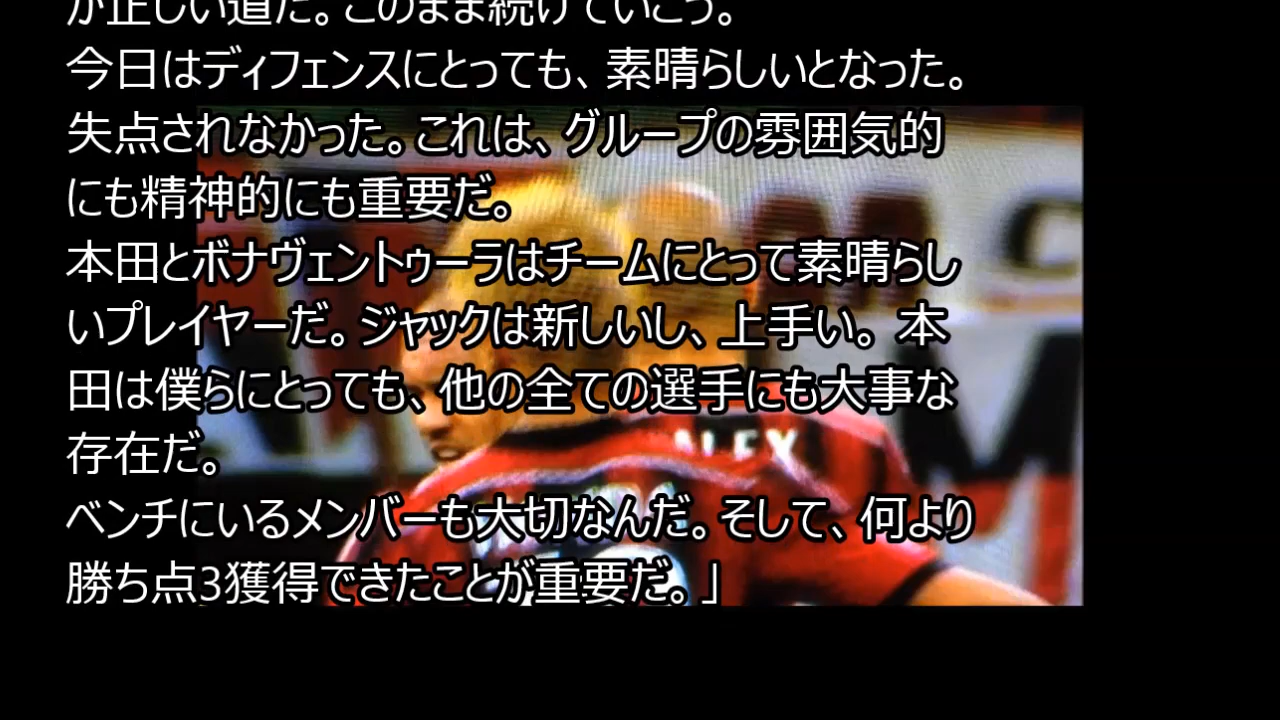 が正しい道だ。このまま続けていこう。
今日はディフェンスにとっても、素晴らしいとなった。
失点されなかった。これは、グループの雰囲気的
にも精神的にも重要だ。
本田とボナヴェントゥーラはチームにとって素晴らし
いプレイヤーだ。ジャックは新しいし、上手い。本
田は僕らにとっても、他の全ての選手にも大事な
存在だ。
ALEX
ベンチにいるメンバーも大切なんだ。そして、何より
勝ち点3獲得できたことが重要だ。」